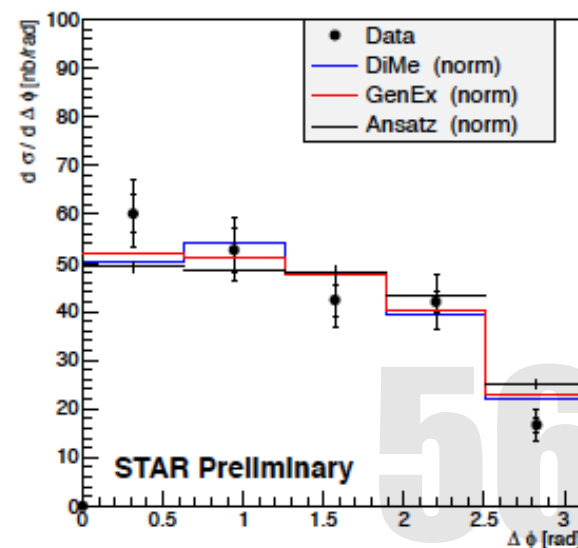 100
90
80
70
60
50
40
30
20
10
0
d σ / d Δ ϕ [nb/rad]
Data
DiMe (norm)
GenEx (norm)
Ansatz (norm)
STAR Preliminary
56
0 0.5 1 1.5 2 2.5 3
Δ ϕ [rad]